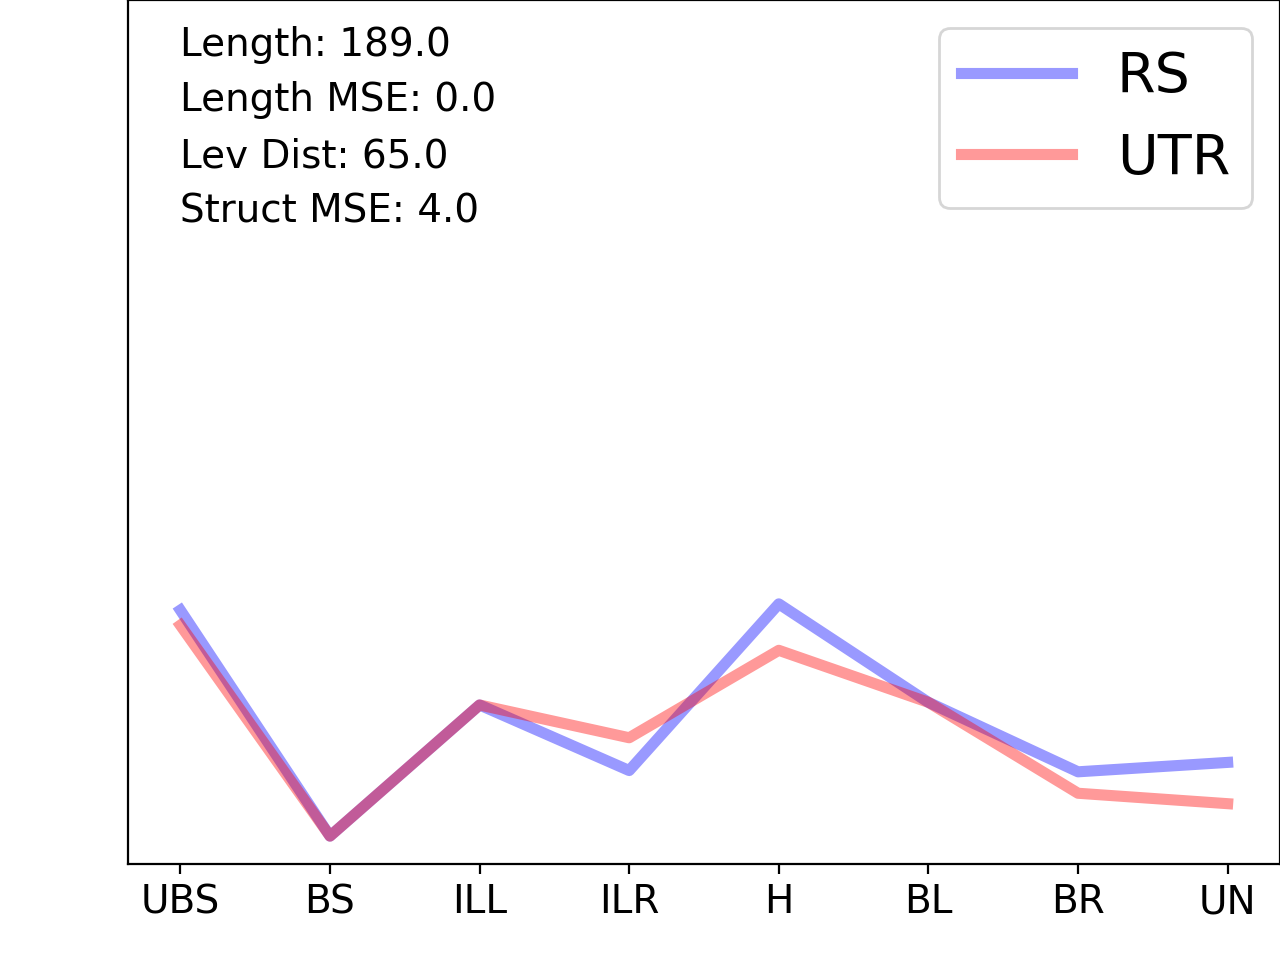 Length: 189.0
Length MSE: 0.0
Lev Dist: 65.0
Struct MSE: 4.0
RS
UTR
UBS BS ILL ILR H BL BR UN